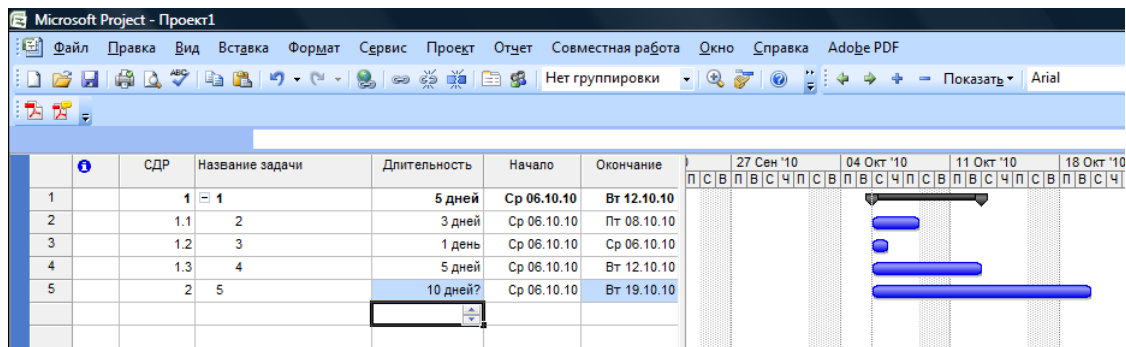 Microsoft Project - Проект1
Файл Правка Вид Вставка Формат Сервис Проект Отчет Совместная работа Окно Справка Adobe PDF
ABC Нет группировки Показать Arial
СДР Название задачи Длительность Начало Окончание 27 Сен '10 04 Окт '10 11 Окт '10 18 Окт '10
П С В П В С Ч П С В П В С Ч П С В П В С Ч П С В П В С Ч
1 1 1 5 дней Ср 06.10.10 Вт 12.10.10
2 1.1 2 3 дней Ср 06.10.10 Пт 08.10.10
3 1.2 3 1 день Ср 06.10.10 Ср 06.10.10
4 1.3 4 5 дней Ср 06.10.10 Вт 12.10.10
5 2 5 10 дней? Ср 06.10.10 Вт 19.10.10